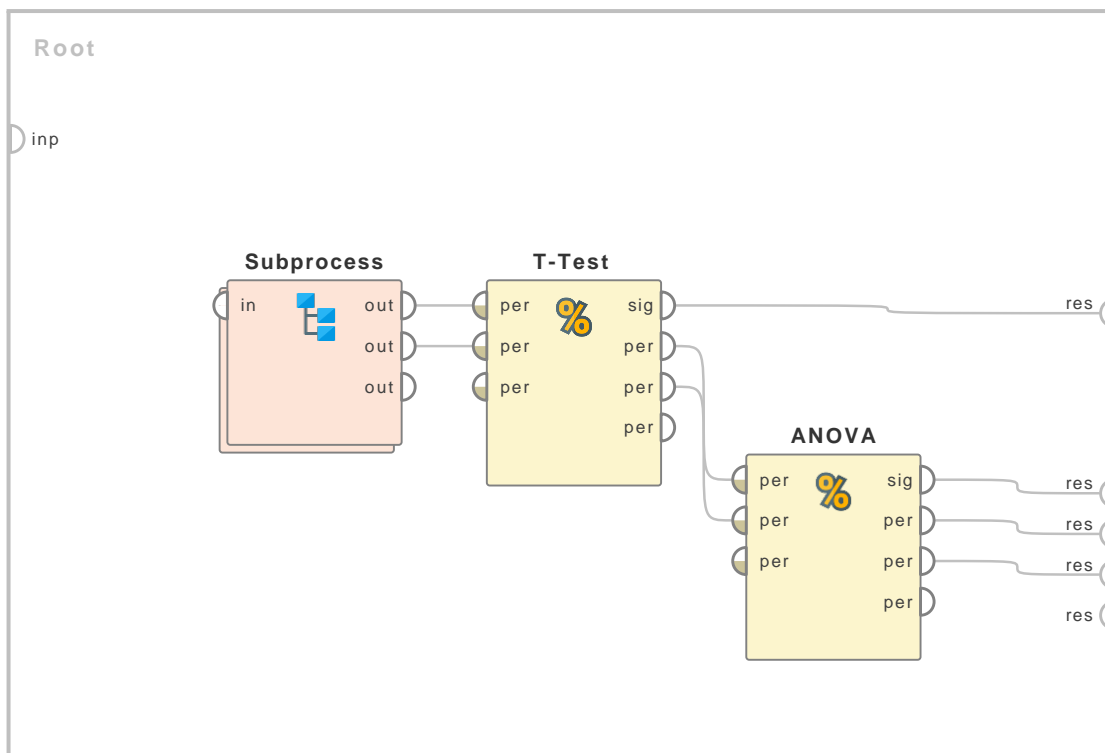 Root
inp
Subprocess
in
out
out
out
T-Test
per
sig
per
per
per
per
per
ANOVA
per
sig
per
per
per
per
per
res
res
res
res
res